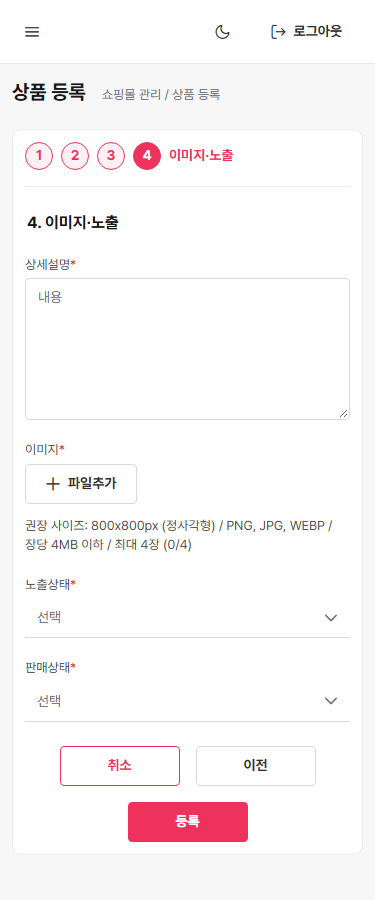 로그아웃
상품 등록 쇼핑몰 관리 / 상품 등록
1 2 3 4 이미지·노출
4. 이미지·노출
상세설명*
내용
이미지*
파일추가
권장 사이즈: 800x800px (정사각형) / PNG, JPG, WEBP /
장당 4MB 이하 / 최대 4장 (0/4)
노출상태*
선택
판매상태*
선택
취소 이전
등록